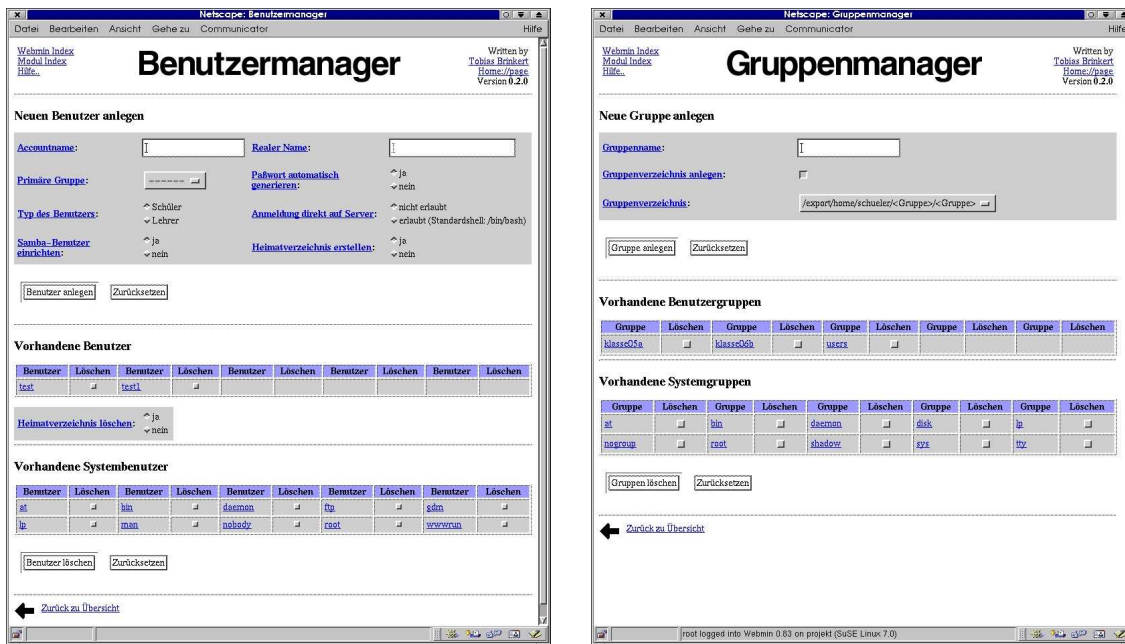 Netscape: Benutzermanager
Datei Bearbeiten Ansicht Gehe zu Communicator Hilfe
Webmin Index
Modul Index
Hilfe..
Benutzermanager
Written by
Tobias Brinkert
Home://page
Version 0.2.0
Neuen Benutzer anlegen
Accountname: Realer Name:
Primäre Gruppe: ------ Paßwort automatisch generieren: ja nein
Typ des Benutzers: Schüler Lehrer Anmeldung direkt auf Server: nicht erlaubt erlaubt (Standardshell: /bin/bash)
Samba-Benutzer einrichten: ja nein Heimatverzeichnis erstellen: ja nein
Benutzer anlegen Zurücksetzen
Vorhandene Benutzer
Benutzer Löschen Benutzer Löschen Benutzer Löschen Benutzer Löschen Benutzer Löschen
test test1
Heimatverzeichnis löschen: ja nein
Vorhandene Systembenutzer
Benutzer Löschen Benutzer Löschen Benutzer Löschen Benutzer Löschen Benutzer Löschen
at bin daemon ftp gdm
lp man nobody root wwwrun
Benutzer löschen Zurücksetzen
Zurück zu Übersicht
Netscape: Gruppenmanager
Datei Bearbeiten Ansicht Gehe zu Communicator Hilfe
Webmin Index
Modul Index
Hilfe..
Gruppenmanager
Written by
Tobias Brinkert
Home://page
Version 0.2.0
Neue Gruppe anlegen
Gruppenname:
Gruppenverzeichnis anlegen:
Gruppenverzeichnis: /export/home/schueler/<Gruppe>/<Gruppe>
Gruppe anlegen Zurücksetzen
Vorhandene Benutzergruppen
Gruppe Löschen Gruppe Löschen Gruppe Löschen Gruppe Löschen Gruppe Löschen
klasse05a klasse06b users
Vorhandene Systemgruppen
Gruppe Löschen Gruppe Löschen Gruppe Löschen Gruppe Löschen Gruppe Löschen
at bin daemon disk lp
nogroup root shadow sys tty
Gruppen löschen Zurücksetzen
Zurück zu Übersicht
root logged into Webmin 0.83 on projekt (SuSE Linux 7.0)